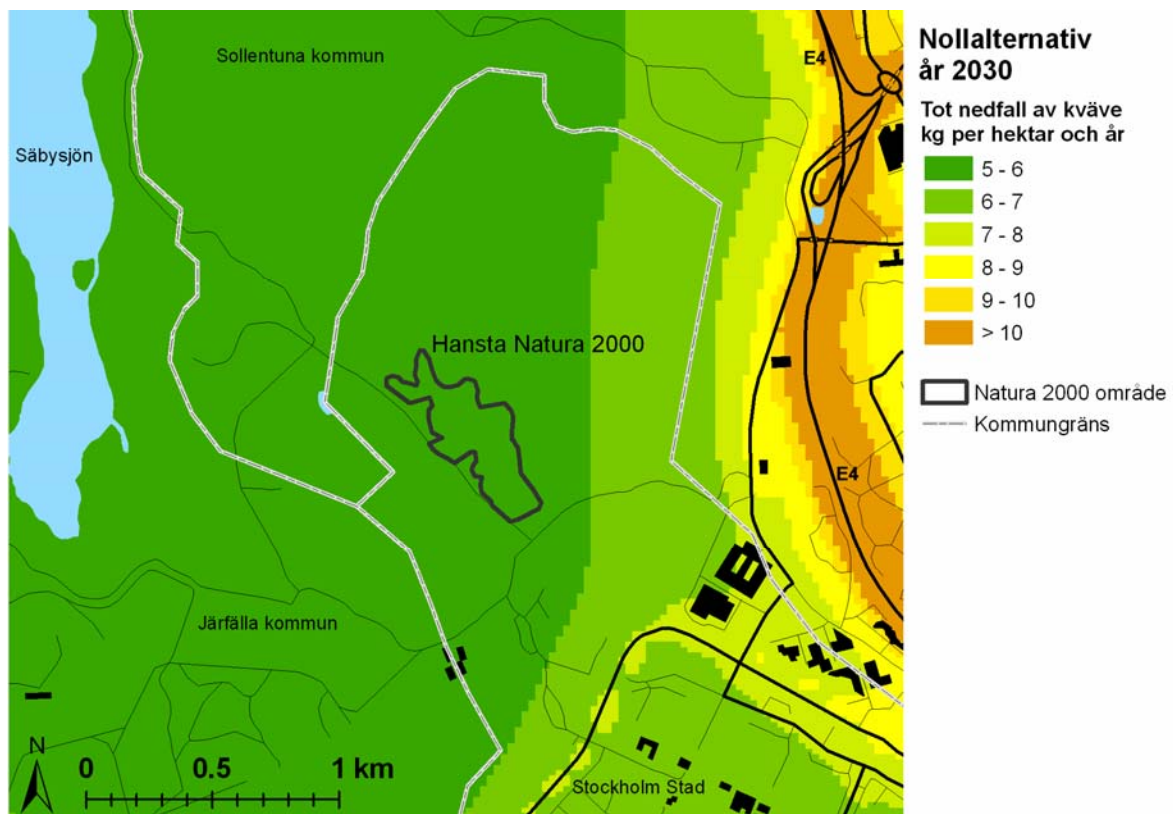 Sollentuna kommun
E4
Säbysjön
Hansta Natura 2000
E4
Järfälla kommun
Stockholm Stad
N
0 0.5 1 km
Nollalternativ
år 2030
Tot nedfall av kväve
kg per hektar och år
5 - 6
6 - 7
7 - 8
8 - 9
9 - 10
> 10
Natura 2000 område
Kommungräns